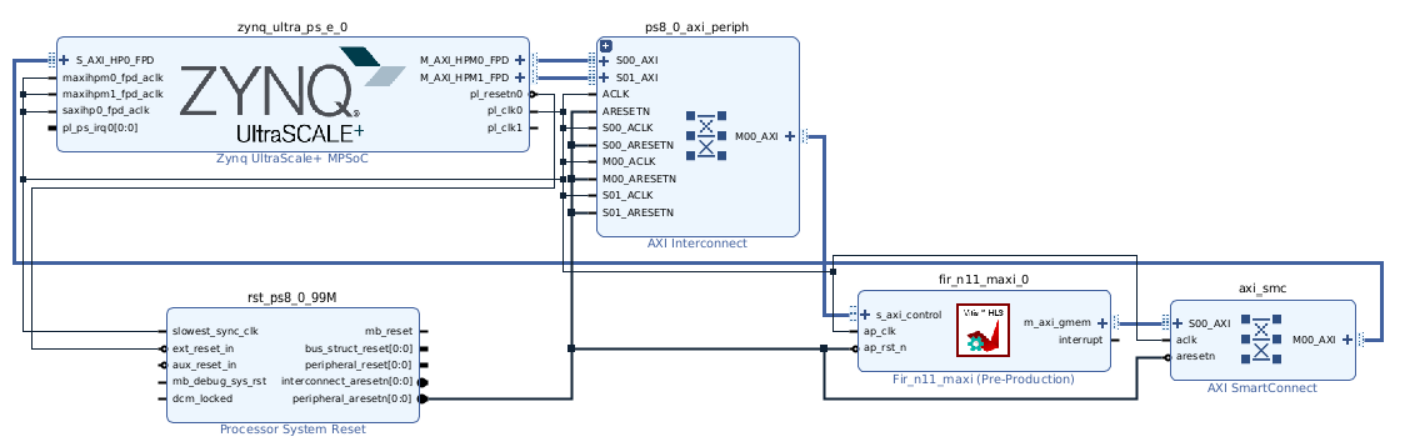 zynq_ultra_ps_e_0
S_AXI_HP0_FPD
maxihpm0_fpd_aclk
maxihpm1_fpd_aclk
saxihp0_fpd_aclk
pl_ps_irq0[0:0]
ZYNQ
UltraSCALE+
M_AXI_HPM0_FPD
M_AXI_HPM1_FPD
pl_resetn0
pl_clk0
pl_clk1
Zynq UltraScale+ MPSoC
ps8_0_axi_periph
S00_AXI
S01_AXI
ACLK
ARESETN
S00_ACLK
S00_ARESETN
M00_ACLK
M00_ARESETN
S01_ACLK
S01_ARESETN
M00_AXI
AXI Interconnect
rst_ps8_0_99M
slowest_sync_clk
ext_reset_in
aux_reset_in
mb_debug_sys_rst
dcm_locked
mb_reset
bus_struct_reset[0:0]
peripheral_reset[0:0]
interconnect_aresetn[0:0]
peripheral_aresetn[0:0]
Processor System Reset
fir_n11_maxi_0
s_axi_control
ap_clk
ap_rst_n
Vitis™ HLS
m_axi_gmem
interrupt
Fir_n11_maxi (Pre-Production)
axi_smc
S00_AXI
aclk
aresetn
M00_AXI
AXI SmartConnect